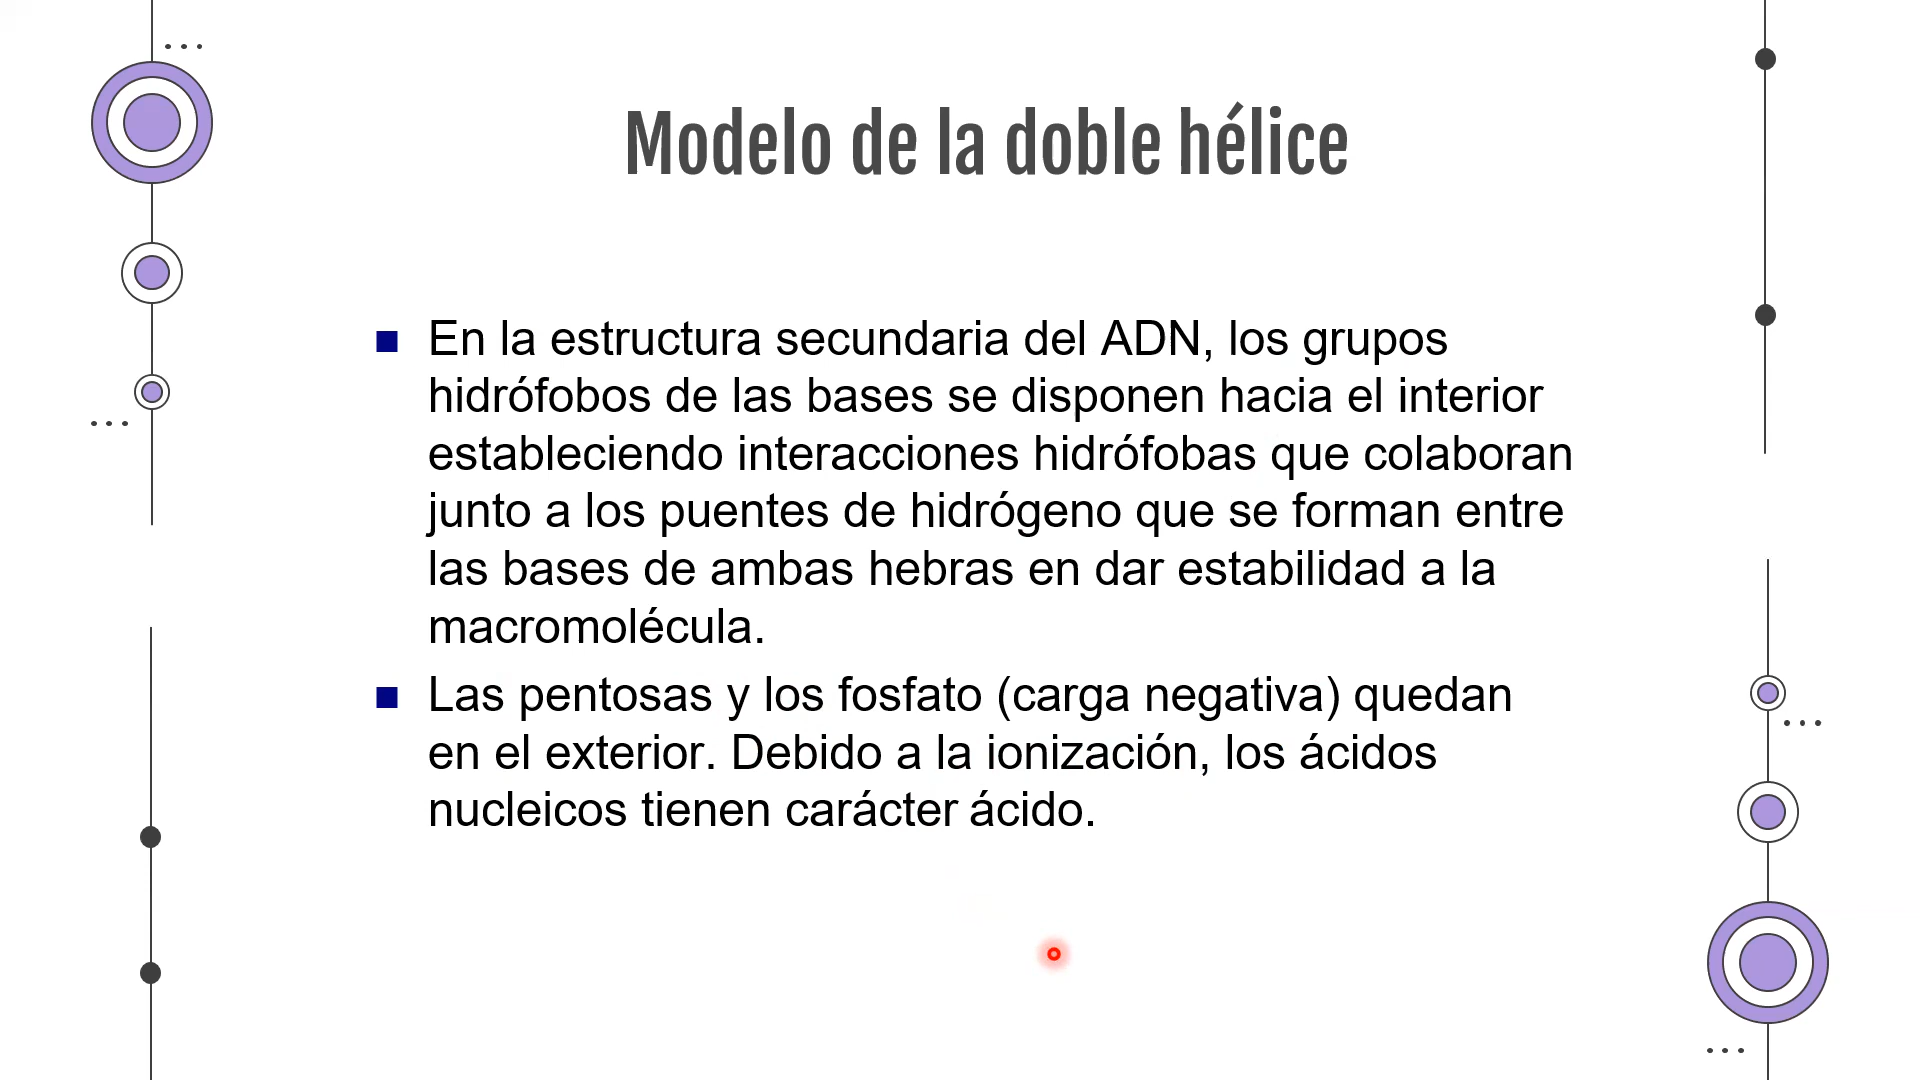 Modelo de la doble hélice
En la estructura secundaria del ADN, los grupos
hidrófobos de las bases se disponen hacia el interior
estableciendo interacciones hidrófobas que colaboran
junto a los puentes de hidrógeno que se forman entre
las bases de ambas hebras en dar estabilidad a la
macromolécula.
Las pentosas y los fosfato (carga negativa) quedan
en el exterior. Debido a la ionización, los ácidos
nucleicos tienen carácter ácido.